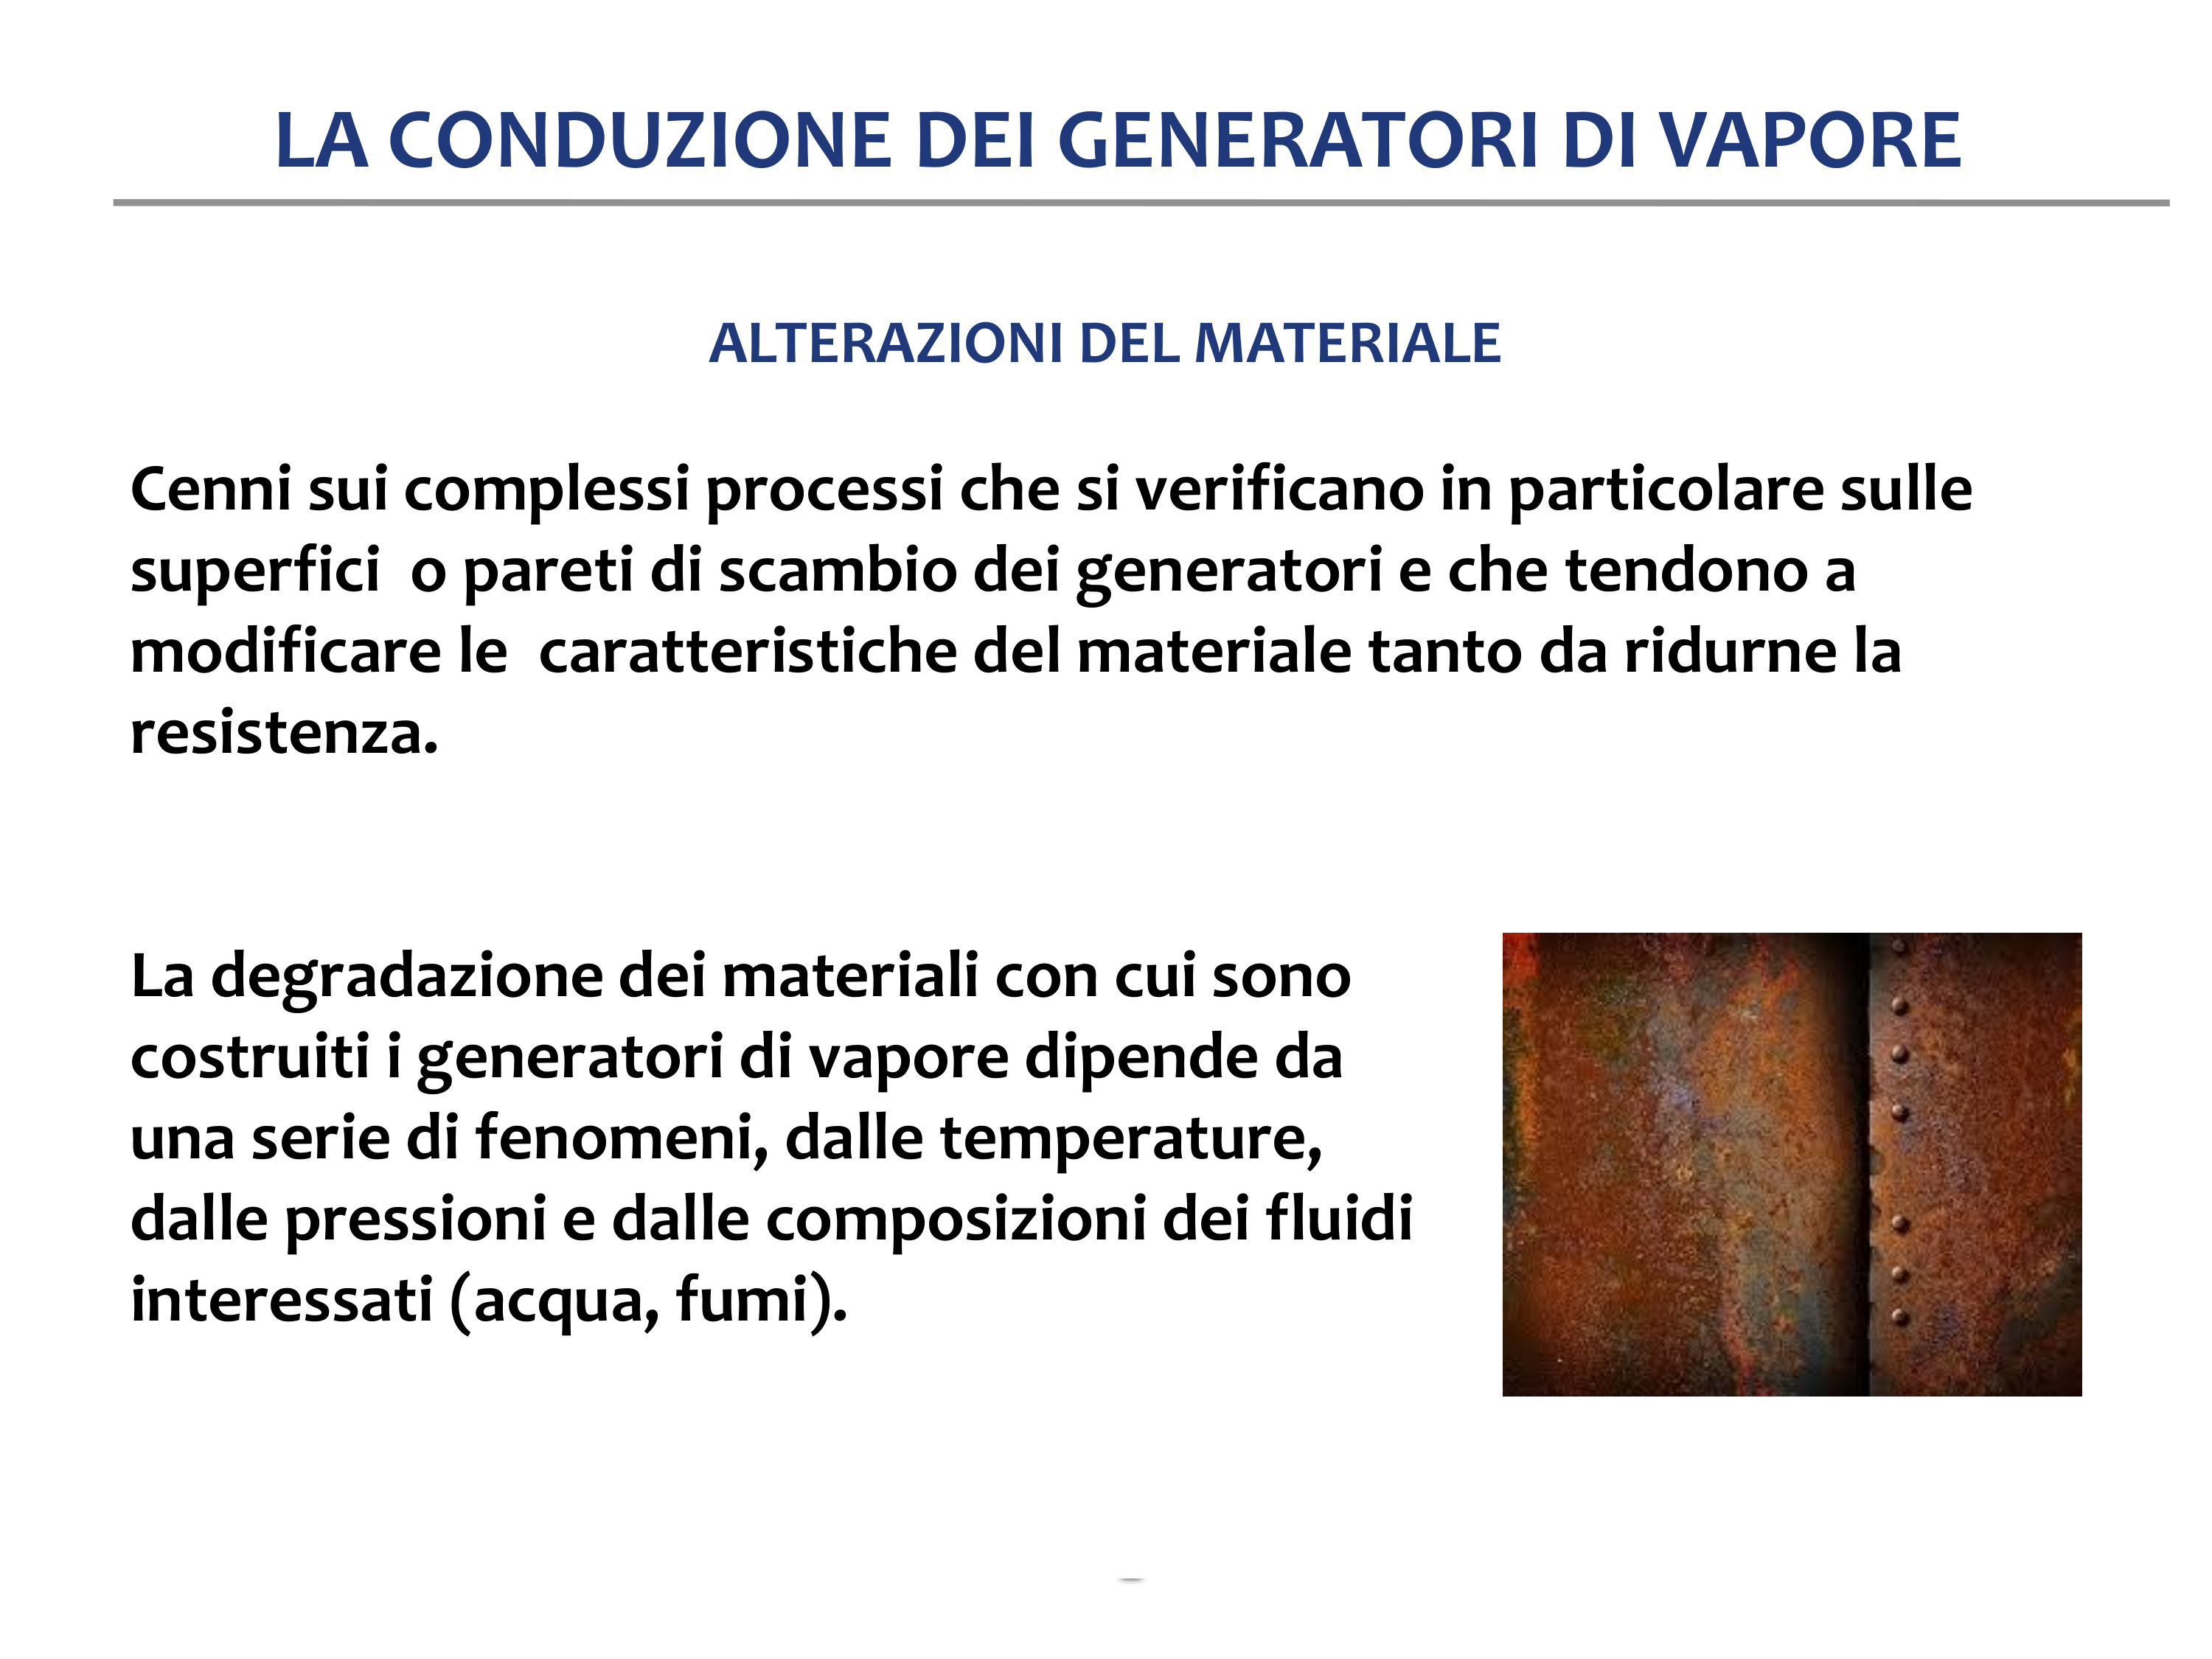 LA CONDUZIONE DEI GENERATORI DI VAPORE
ALTERAZIONI DEL MATERIALE
Cenni sui complessi processi che si verificano in particolare sulle
superfici  o pareti di scambio dei generatori e che tendono a
modificare le  caratteristiche del materiale tanto da ridurne la
resistenza.
La degradazione dei materiali con cui sono
costruiti i generatori di vapore dipende da
una serie di fenomeni, dalle temperature,
dalle pressioni e dalle composizioni dei fluidi
interessati (acqua, fumi).